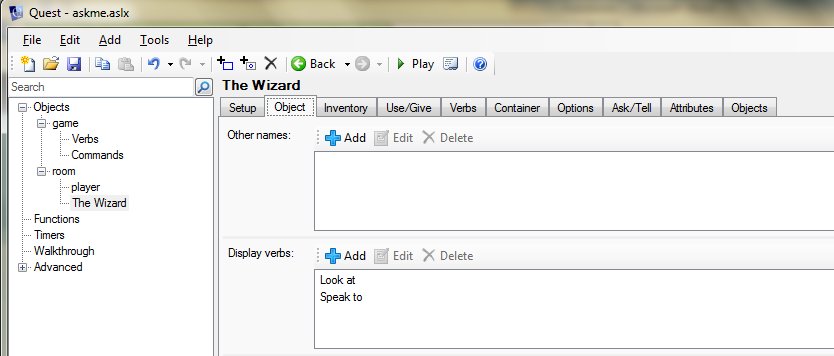 Quest - askme.aslx
File Edit Add Tools Help
Back Play
Search
The Wizard
Setup Object Inventory Use/Give Verbs Container Options Ask/Tell Attributes Objects
Objects
game
Verbs
Commands
room
player
The Wizard
Functions
Timers
Walkthrough
Advanced
Other names: Add Edit Delete
Display verbs: Add Edit Delete
Look at
Speak to